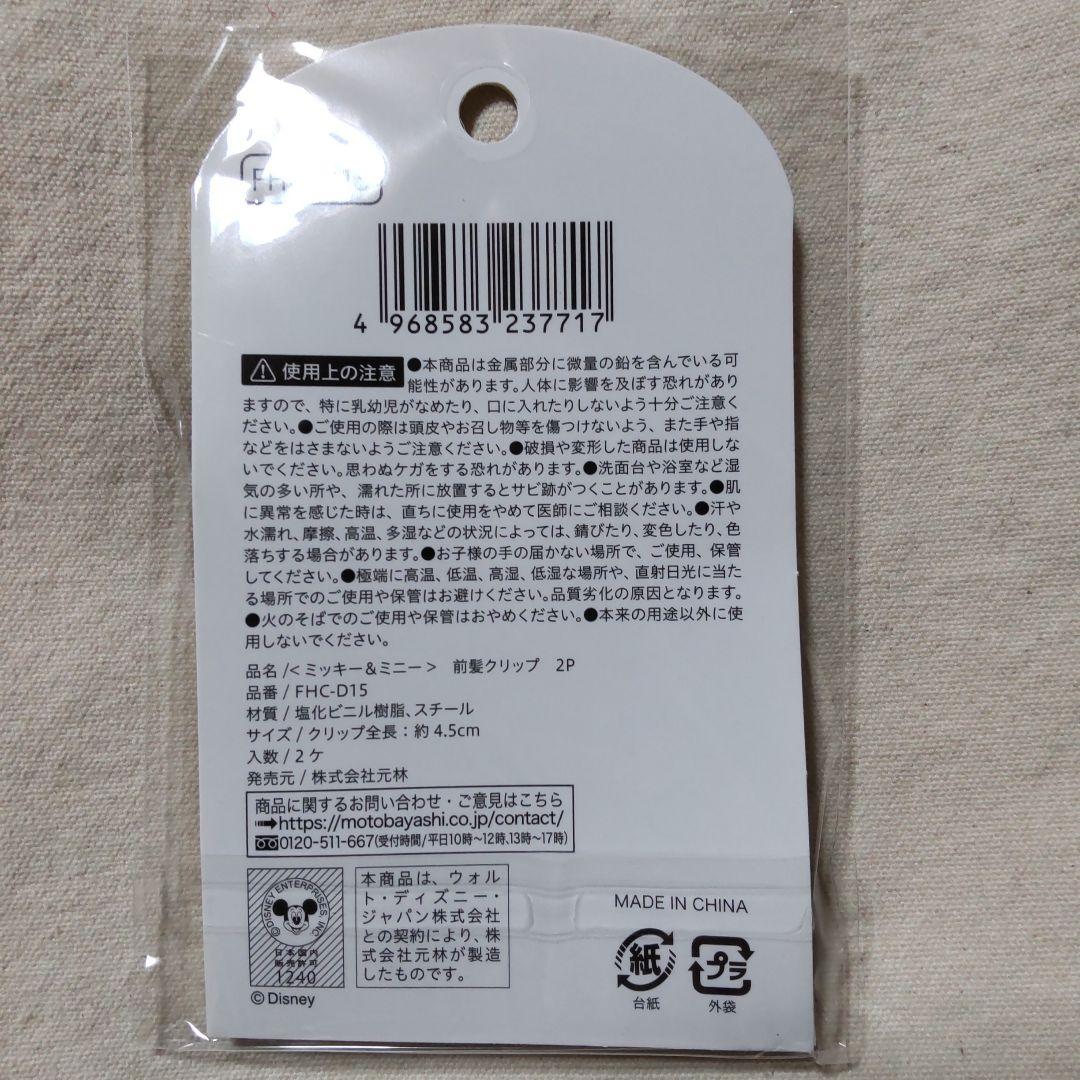 4 968583 237717
使用上の注意 ●本商品は金属部分に微量の鉛を含んでいる可
能性があります。人体に影響を及ぼす恐れがあり
ますので、特に乳幼児がなめたり、口に入れたりしないよう十分ご注意く
ださい。●ご使用の際は頭皮やお召し物等を傷つけないよう、また手や指
などをはさまないようご注意ください。●破損や変形した商品は使用しな
いでください。思わぬケガをする恐れがあります。●洗面台や浴室など湿
気の多い所や、濡れた所に放置するとサビ跡がつくことがあります。●肌
に異常を感じた時は、直ちに使用をやめて医師にご相談ください。●汗や
水濡れ、摩擦、高温、多湿などの状況によっては、錆びたり、変色したり、色
落ちする場合があります。●お子様の手の届かない場所で、ご使用、保管
してください。●極端に高温、低温、高湿、低湿な場所や、直射日光に当た
る場所でのご使用や保管はお避けください。品質劣化の原因となります。
●火のそばでのご使用や保管はおやめください。●本来の用途以外に使
用しないでください。
品名/<ミッキー&ミニー> 前髪クリップ 2P
品番/FHC-D15
材質/塩化ビニル樹脂、スチール
サイズ/クリップ全長:約4.5cm
入数/2ケ
発売元/株式会社元林
商品に関するお問い合わせ・ご意見はこちら
https://motobayashi.co.jp/contact/
0120-511-667(受付時間/平日10時〜12時、13時〜17時)
©DISNEY ENTERPRISES, INC
日本国内
販売許可
1240
©Disney
本商品は、ウォル
ト・ディズニー・
ジャパン株式会社
との契約により、株
式会社元林が製造
したものです。
MADE IN CHINA
紙
台紙
プラ
外袋